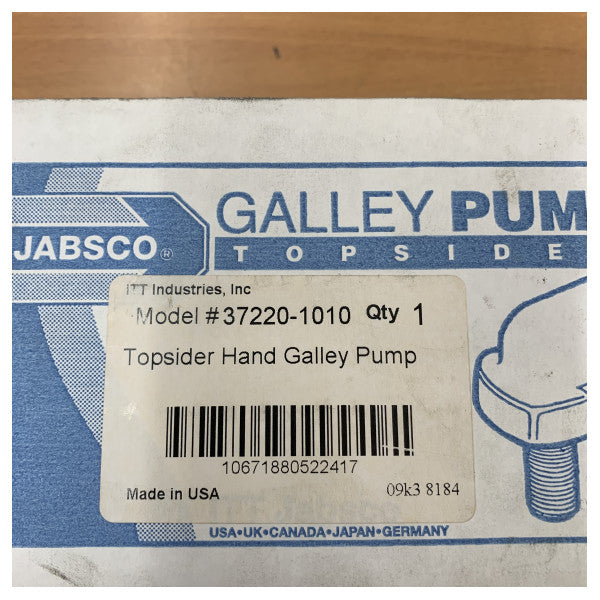 GALLEY PUM
JABSCO®
TOPSIDE
ITT Industries, Inc
Model # 37220-1010 Qty 1
Topsider Hand Galley Pump
10671880522417
Made in USA 09k3 8184
USA•UK•CANADA•JAPAN•GERMANY